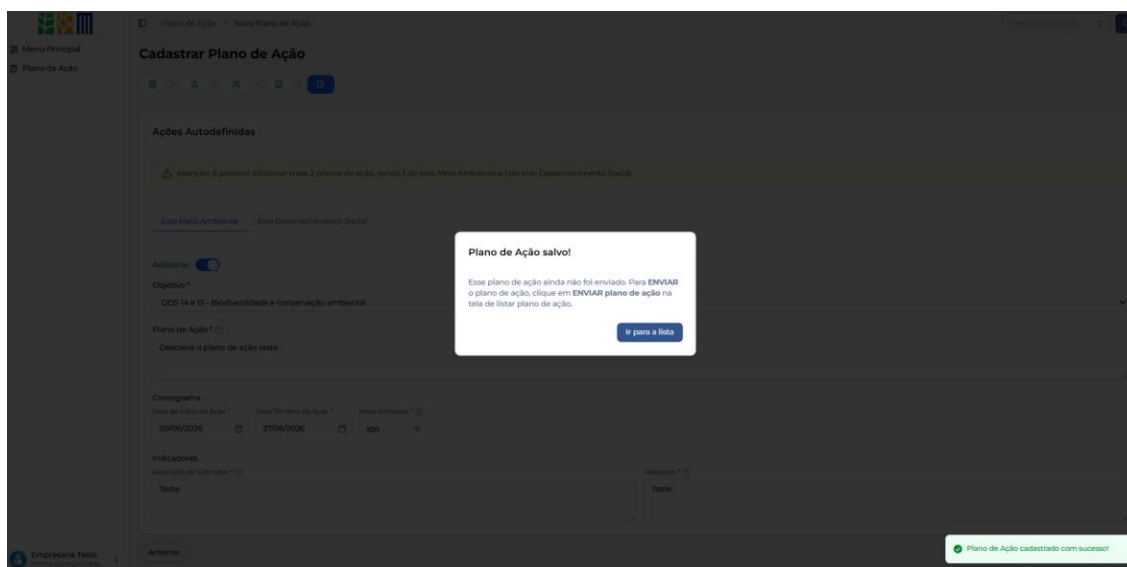 Plano de Ação > Novo Plano de Ação
Menu Principal
Plano de Ação
Cadastrar Plano de Ação
Ações Autodefinidas
Atenção: É possível adicionar mais 2 planos de ação, sendo 1 do eixo Meio Ambiente e 1 do eixo Desenvolvimento Social.
Eixo Meio Ambiente Eixo Desenvolvimento Social
Adicionar
Objetivo *
ODS 14 e 15 - Biodiversidade e conservação ambiental
Plano de Ação *
Descreva o plano de ação teste
Plano de Ação salvo!
Esse plano de ação ainda não foi enviado. Para ENVIAR
o plano de ação, clique em ENVIAR plano de ação na
tela de listar plano de ação.
Ir para a lista
Cronograma
Data de Início da Ação * Data Término da Ação * Meta Almejada *
09/06/2026 27/06/2026 100 %
Indicadores
Descrição do Indicador * Indicador *
Teste Teste
Anterior
Empresaria Teste
Plano de Ação cadastrado com sucesso!